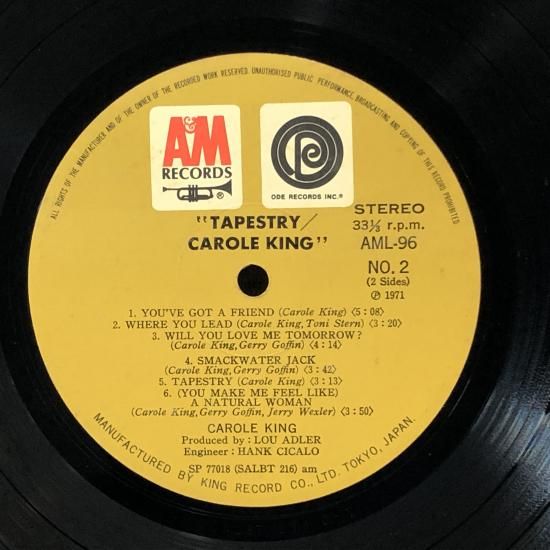 ALL RIGHTS OF THE MANUFACTURER AND OF THE OWNER OF THE RECORDED WORK RESERVED. UNAUTHORISED PUBLIC PERFORMANCE, BROADCASTING AND COPYING OF THIS RECORD PROHIBITED
A&M
RECORDS
®
ODE RECORDS INC.®
"TAPESTRY/
CAROLE KING"
STEREO
33⅓ r.p.m.
AML-96
NO. 2
(2 Sides)
℗ 1971
1. YOU'VE GOT A FRIEND (Carole King) ⟨5:08⟩
2. WHERE YOU LEAD (Carole King, Toni Stern) ⟨3:20⟩
3. WILL YOU LOVE ME TOMORROW?
(Carole King, Gerry Goffin) ⟨4:14⟩
4. SMACKWATER JACK
(Carole King, Gerry Goffin) ⟨3:42⟩
5. TAPESTRY (Carole King) ⟨3:13⟩
6. (YOU MAKE ME FEEL LIKE)
A NATURAL WOMAN
(Carole King, Gerry Goffin, Jerry Wexler) ⟨3:50⟩
CAROLE KING
Produced by : LOU ADLER
Engineer : HANK CICALO
SP 77018 (SALBT 216) am
MANUFACTURED BY KING RECORD CO., LTD. TOKYO, JAPAN.